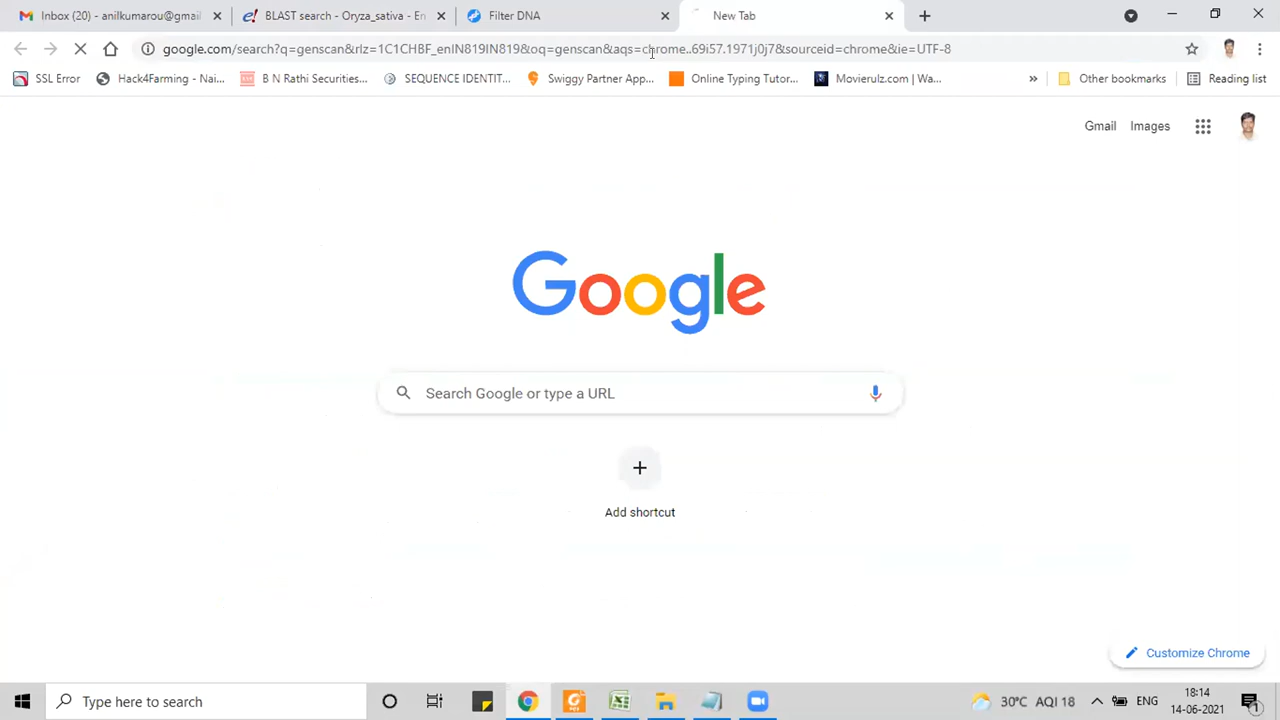 Inbox (20) - anilkumarou@gmail
BLAST search - Oryza_sativa - En
Filter DNA
New Tab
google.com/search?q=genscan&rlz=1C1CHBF_enIN819IN819&oq=genscan&aqs=chrome..69i57.1971j0j7&sourceid=chrome&ie=UTF-8
SSL Error
Hack4Farming - Nai...
B N Rathi Securities...
SEQUENCE IDENTIT...
Swiggy Partner App...
Online Typing Tutor...
Movierulz.com | Wa...
»
Other bookmarks
Reading list
Gmail
Images
Google
Search Google or type a URL
Add shortcut
Customize Chrome
Type here to search
30°C AQI 18
ENG
18:14
14-06-2021
1